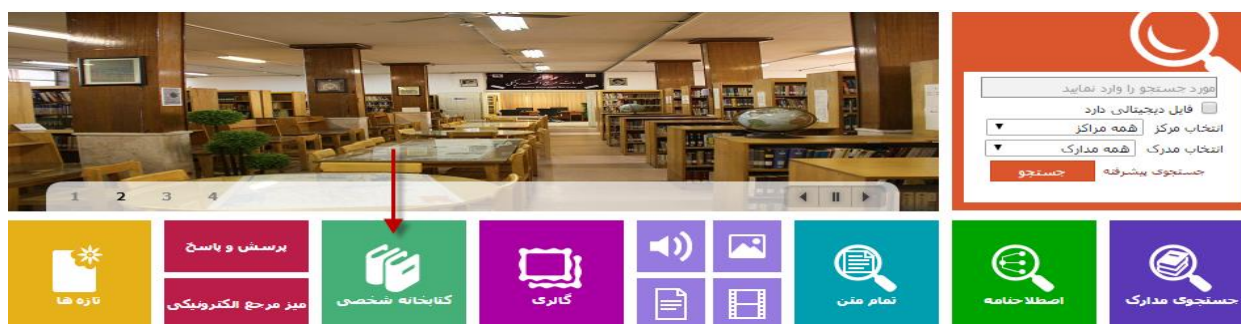 مورد جستجو را وارد نمایید
فایل دیجیتالی دارد
انتخاب مرکز همه مراکز
انتخاب مدرک همه مدارک
جستجوی پیشرفته جستجو
1 2 3 4
جستجوی مدارک
اصطلاحنامه
تمام متن
گالری
کتابخانه شخصی
پرسش و پاسخ
میز مرجع الکترونیکی
تازه ها